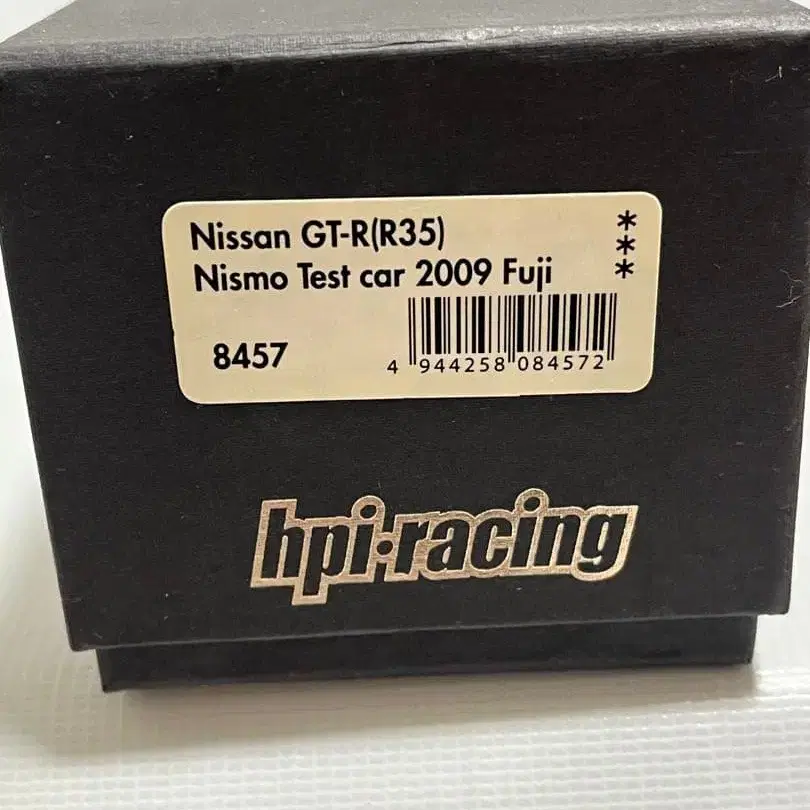 Nissan GT-R(R35)
Nismo Test car 2009 Fuji
***
8457
4 944258 084572
hpi·racing